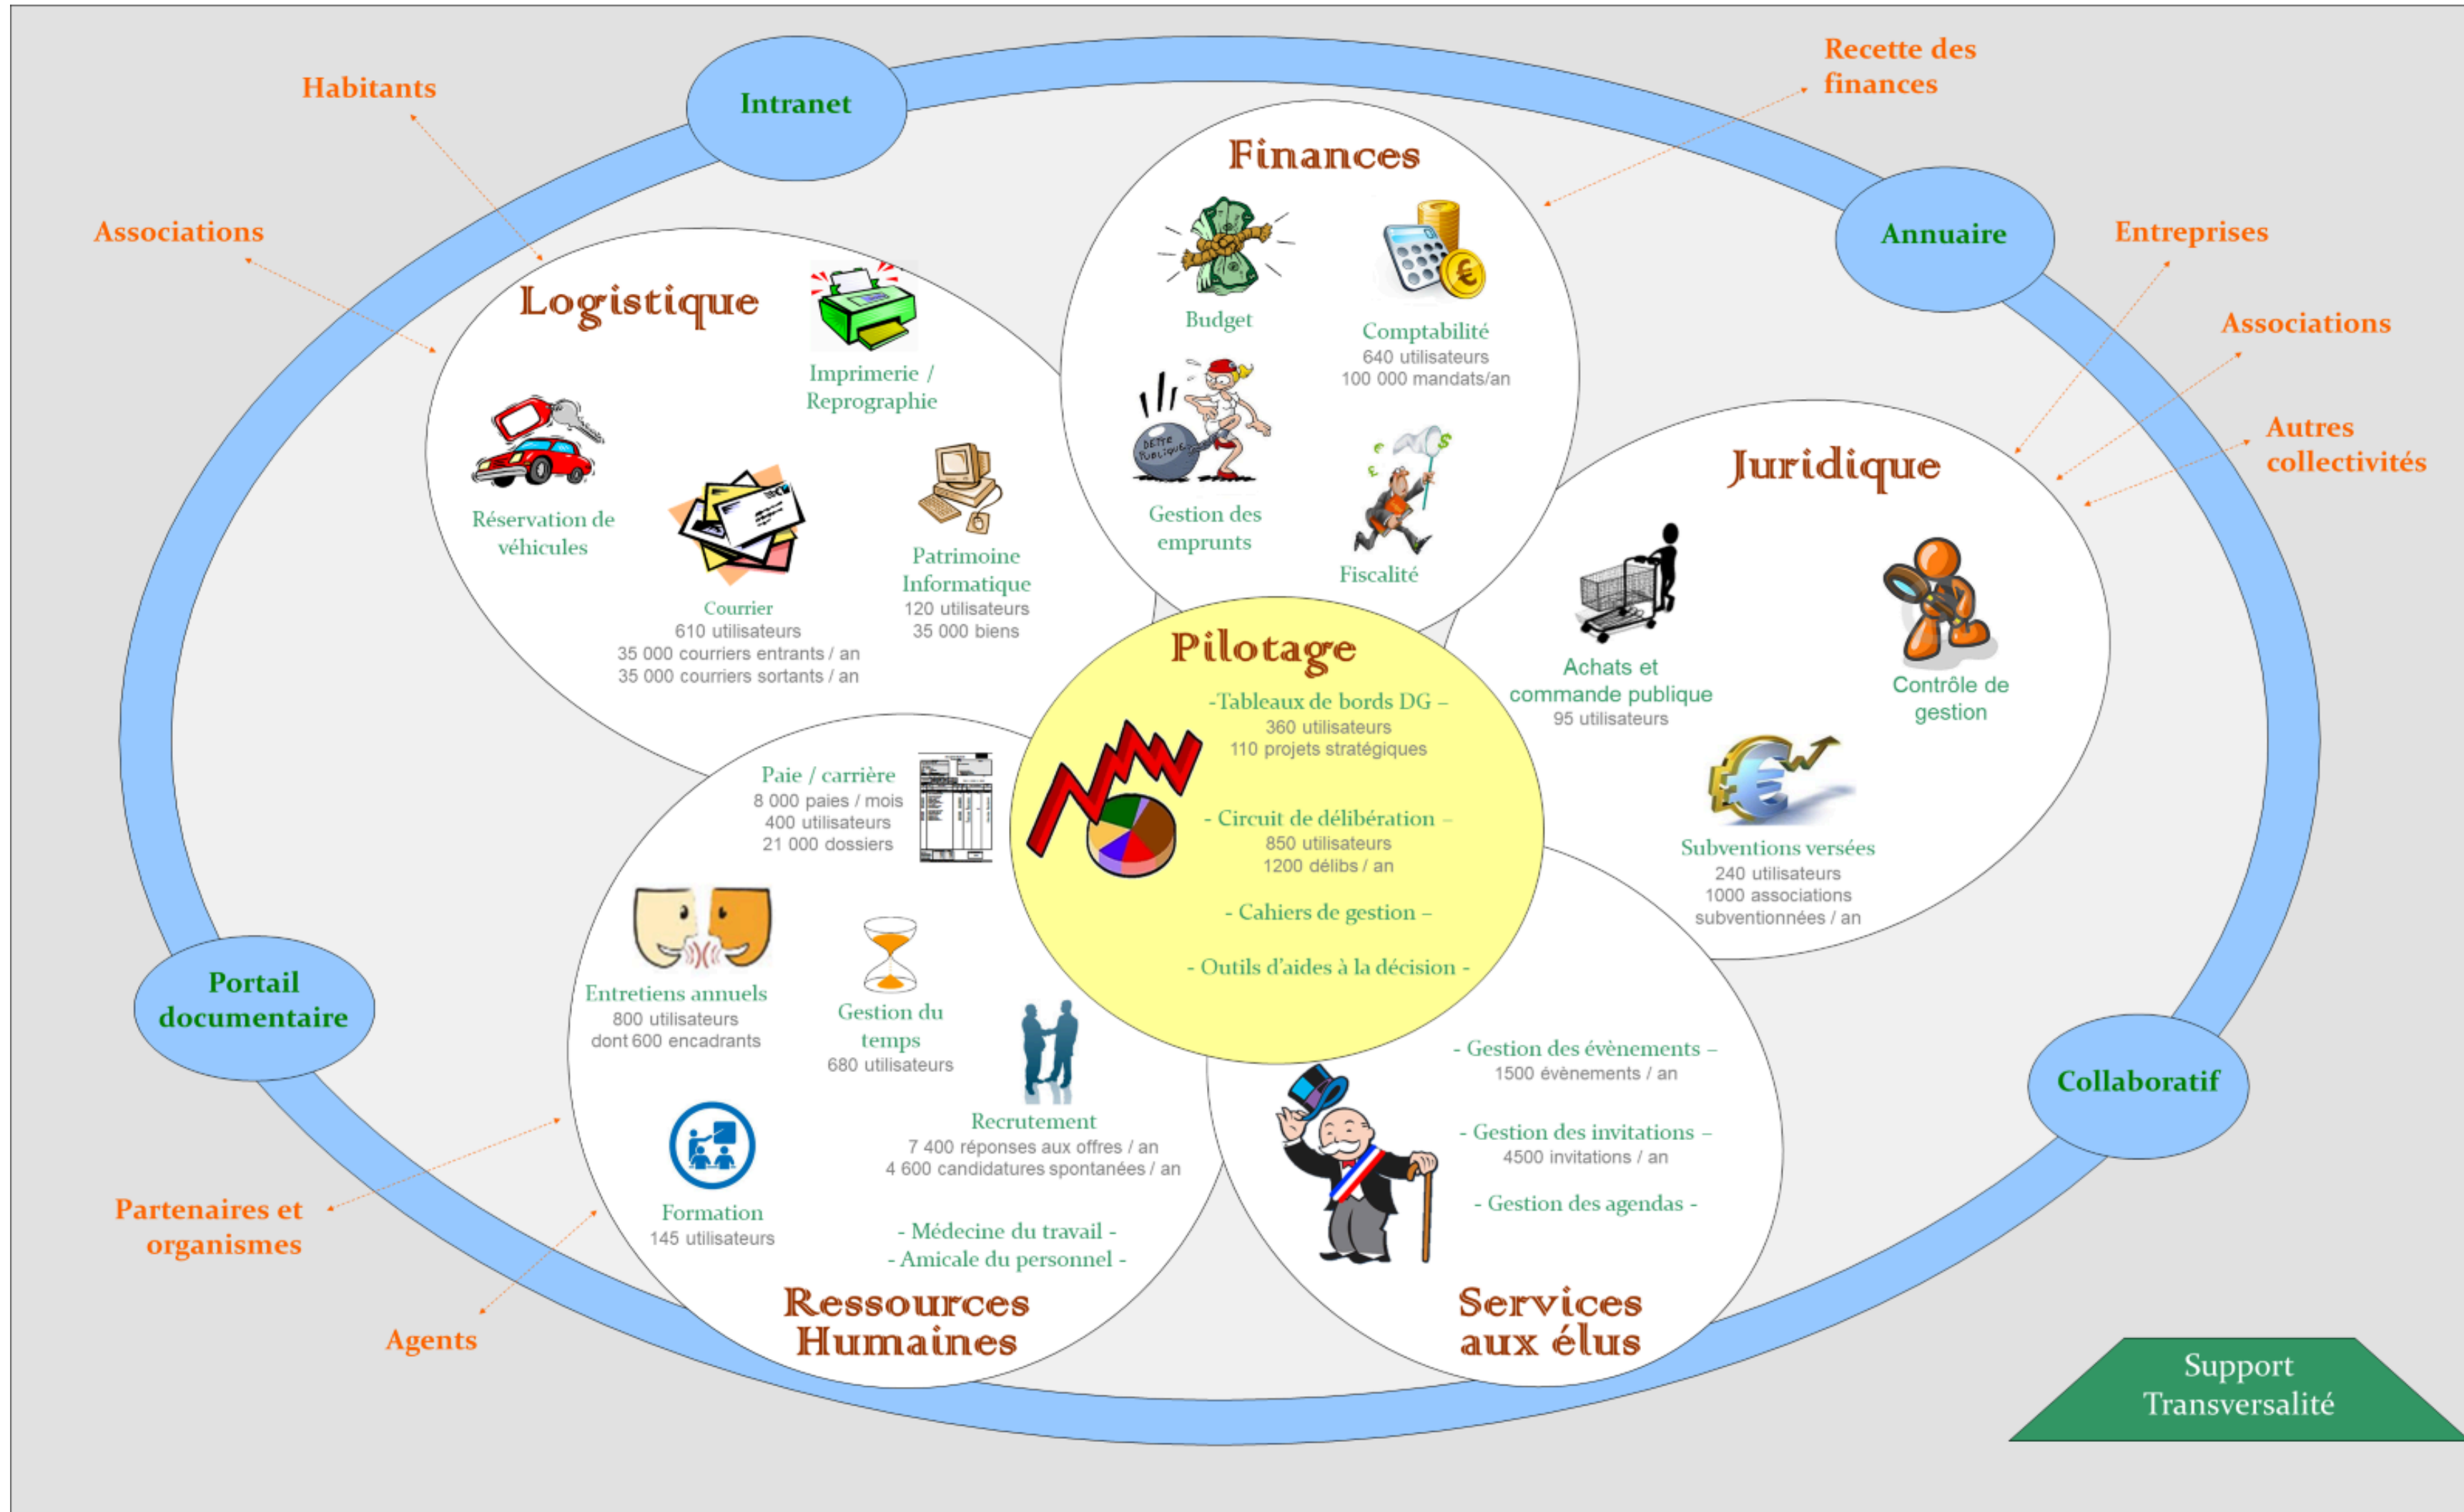 Habitants
Associations
Intranet
Recette des
finances
Annuaire
Entreprises
Associations
Autres
collectivités
Finances
Budget
Comptabilité
640 utilisateurs
100 000 mandats/an
DETTE
PUBLIQUE
Gestion des
emprunts
Fiscalité
Logistique
Imprimerie /
Reprographie
Réservation de
véhicules
Courrier
610 utilisateurs
35 000 courriers entrants / an
35 000 courriers sortants / an
Patrimoine
Informatique
120 utilisateurs
35 000 biens
Juridique
Achats et
commande publique
95 utilisateurs
Contrôle de
gestion
Subventions versées
240 utilisateurs
1000 associations
subventionnées / an
Pilotage
-Tableaux de bords DG –
360 utilisateurs
110 projets stratégiques
- Circuit de délibération –
850 utilisateurs
1200 délibs / an
- Cahiers de gestion –
- Outils d'aides à la décision -
Paie / carrière
8 000 paies / mois
400 utilisateurs
21 000 dossiers
Entretiens annuels
800 utilisateurs
dont 600 encadrants
Gestion du
temps
680 utilisateurs
Recrutement
7 400 réponses aux offres / an
4 600 candidatures spontanées / an
Formation
145 utilisateurs
- Médecine du travail -
- Amicale du personnel -
Ressources
Humaines
- Gestion des évènements –
1500 évènements / an
- Gestion des invitations –
4500 invitations / an
- Gestion des agendas -
Services
aux élus
Portail
documentaire
Collaboratif
Partenaires et
organismes
Agents
Support
Transversalité